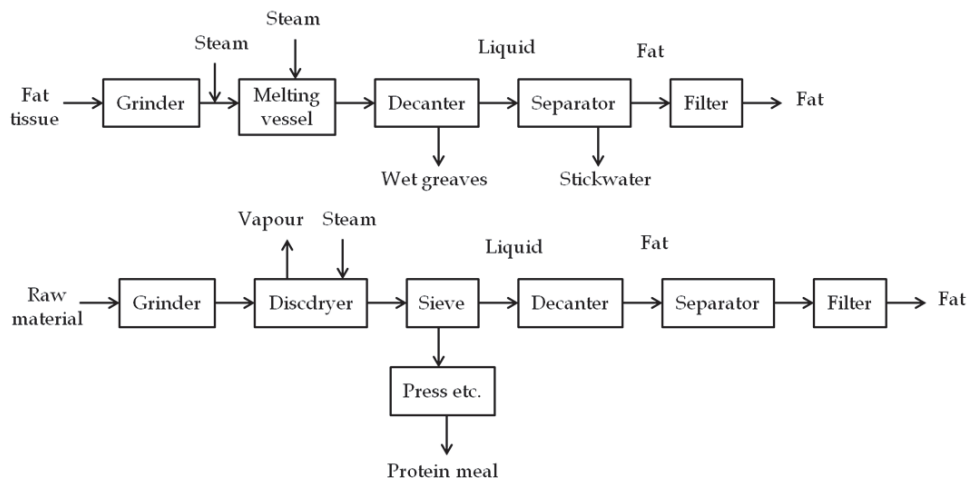 Steam
Steam
Liquid
Fat
Fat
tissue
Grinder
Melting
vessel
Decanter
Separator
Filter
Fat
Wet greaves
Stickwater
Vapour
Steam
Liquid
Fat
Raw
material
Grinder
Discdryer
Sieve
Decanter
Separator
Filter
Fat
Press etc.
Protein meal